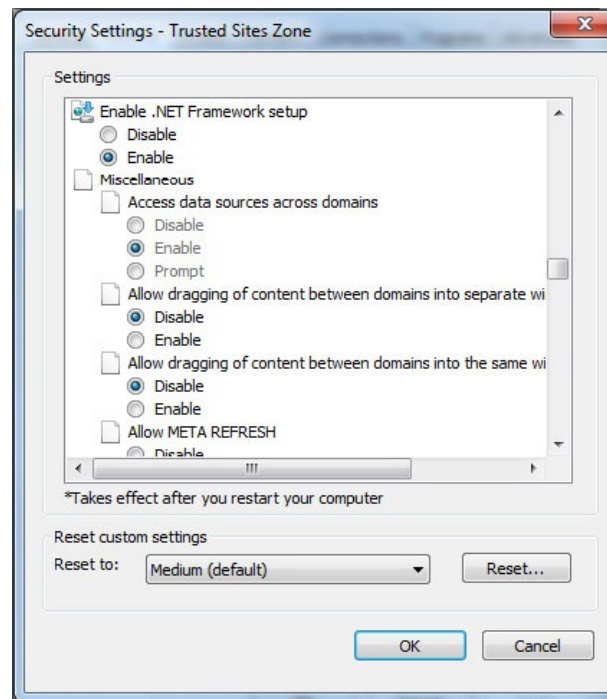 Security Settings - Trusted Sites Zone
Settings
Enable .NET Framework setup
Disable
Enable
Miscellaneous
Access data sources across domains
Disable
Enable
Prompt
Allow dragging of content between domains into separate wi
Disable
Enable
Allow dragging of content between domains into the same wi
Disable
Enable
Allow META REFRESH
Disable
*Takes effect after you restart your computer
Reset custom settings
Reset to: Medium (default) Reset...
OK Cancel